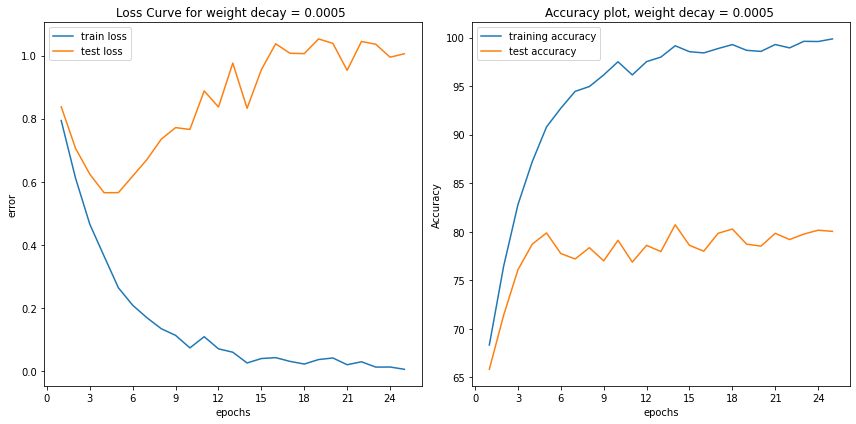 Loss Curve for weight decay = 0.0005
train loss
test loss
1.0
0.8
0.6
0.4
0.2
0.0
error
0 3 6 9 12 15 18 21 24
epochs
Accuracy plot, weight decay = 0.0005
training accuracy
test accuracy
100
95
90
85
80
75
70
65
Accuracy
0 3 6 9 12 15 18 21 24
epochs